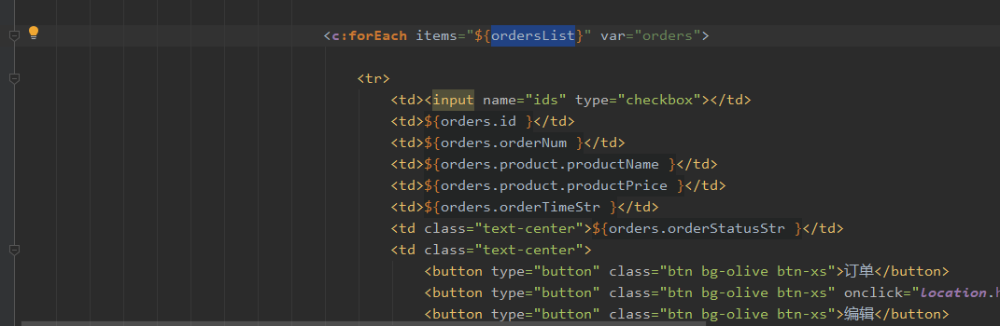 <c:forEach items="${ordersList}" var="orders">
<tr>
<td><input name="ids" type="checkbox"></td>
<td>${orders.id }</td>
<td>${orders.orderNum }</td>
<td>${orders.product.productName }</td>
<td>${orders.product.productPrice }</td>
<td>${orders.orderTimeStr }</td>
<td class="text-center">${orders.orderStatusStr }</td>
<td class="text-center">
<button type="button" class="btn bg-olive btn-xs">订单</button>
<button type="button" class="btn bg-olive btn-xs" onclick="location.h
<button type="button" class="btn bg-olive btn-xs">编辑</button>